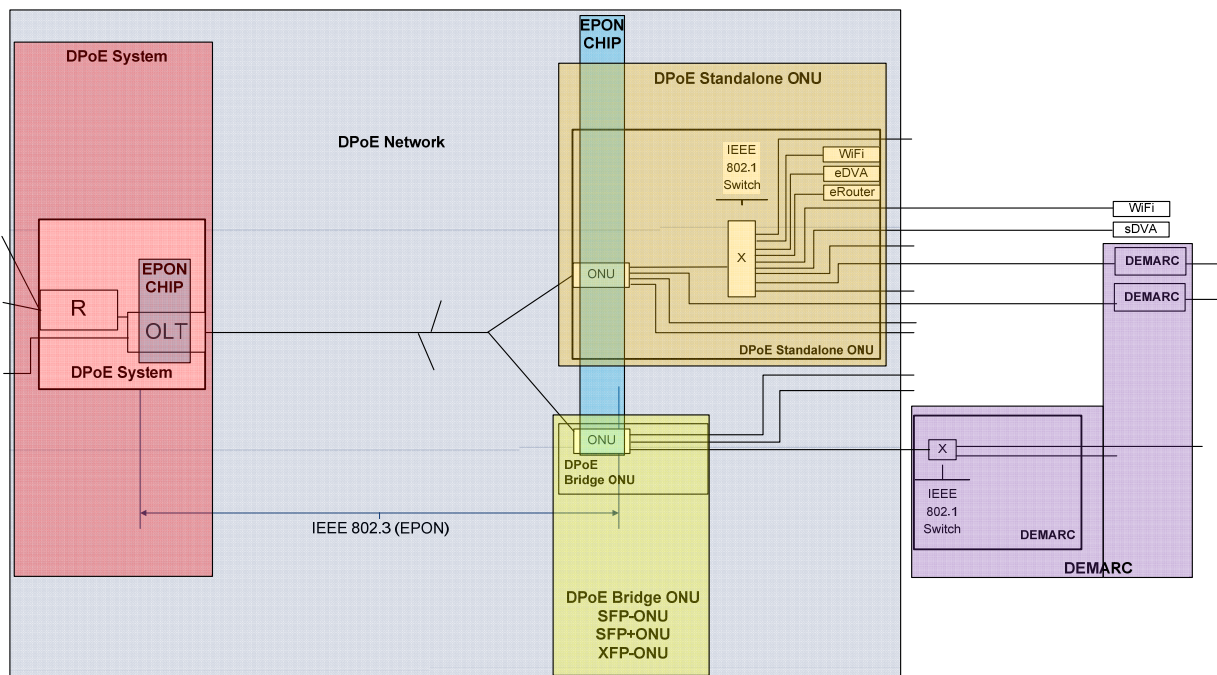 EPON
CHIP
DPoE System
DPoE Standalone ONU
DPoE Network
IEEE
802.1
Switch
WiFi
eDVA
eRouter
WiFi
sDVA
X
DEMARC
DEMARC
EPON
CHIP
ONU
R
OLT
DPoE Standalone ONU
DPoE System
ONU
DPoE
Bridge ONU
X
IEEE
802.1
Switch
DEMARC
IEEE 802.3 (EPON)
DEMARC
DPoE Bridge ONU
SFP-ONU
SFP+ONU
XFP-ONU